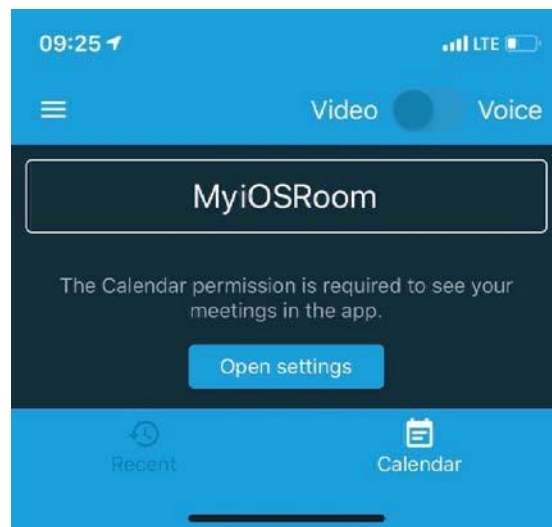 09:25
LTE
Video
Voice
MyiOSRoom
The Calendar permission is required to see your
meetings in the app.
Open settings
Recent
Calendar